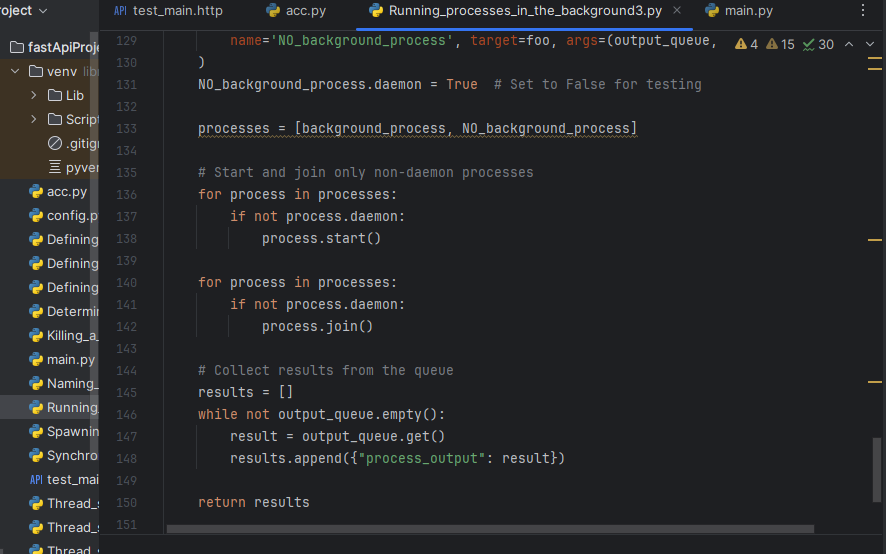 roject
test_main.http
acc.py
Running_processes_in_the_background3.py
main.py
fastApiProj
venv
Lib
Script
.gitig
pyve
acc.py
config.p
Defining
Defining
Defining
Determi
Killing_a_
main.py
Naming_
Running_
Spawnin
Synchro
API test_mai
Thread_s
Thread_s
Thread_s
4 15 30
129 name='NO_background_process', target=foo, args=(output_queue,
130 )
131 NO_background_process.daemon = True  # Set to False for testing
132
133 processes = [background_process, NO_background_process]
134
135 # Start and join only non-daemon processes
136 for process in processes:
137     if not process.daemon:
138         process.start()
139
140 for process in processes:
141     if not process.daemon:
142         process.join()
143
144 # Collect results from the queue
145 results = []
146 while not output_queue.empty():
147     result = output_queue.get()
148     results.append({"process_output": result})
149
150 return results
151